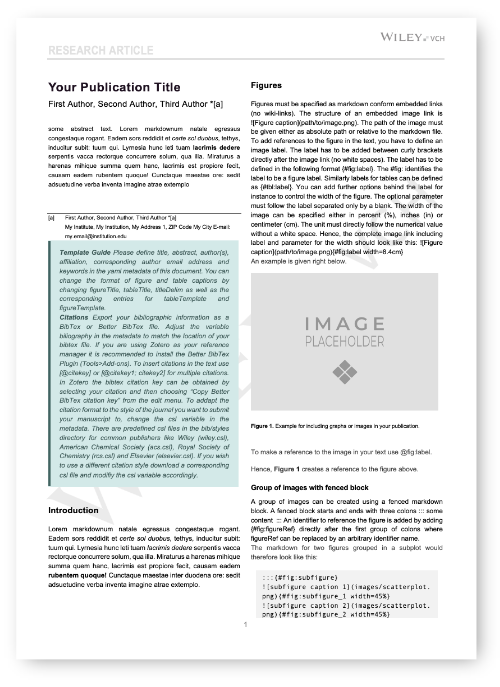 WILEY VCH
RESEARCH ARTICLE
Your Publication Title
First Author, Second Author, Third Author *[a]
some abstract text. Lorem markdownum natale egressus
congestaque rogant. Eadem sors reddidit et certe sol duobus, tethys,
induditur subit: tuum qui. Lymesia hunc leti tuam lacrimis dedere
serpentis vacca rectorque concurrere solum, qua illa. Miraturus a
harenas mihique summa quem hanc, lacrimis est propiore fecit,
causam eadem rubentem quoque! Cunctaque maestae ore: sedit
adsuetudine verba inventa imagine atrae extemplo
[a] First Author, Second Author, Third Author *[a]
My Institute, My Institution, My Address 1, ZIP Code My City E-mail:
my.email@institution.edu
Template Guide Please define title, abstract, author(s),
affiliation, corresponding author email address and
keywords in the yaml metadata of this document. You can
change the format of figure and table captions by
changing figureTitle, tableTitle, titleDelim as well as the
corresponding entries for tableTemplate and
figureTemplate.
Citations Export your bibliographic information as a
BibTex or Better BibTex file. Adjust the variable
biliography in the metadata to match the location of your
bibtex file. If you are using Zotero as your reference
manager it is recommended to install the Better BibTex
Plugin (Tools>Add-ons). To insert citations in the text use
[@citekey] or [@citekey1; citekey2] for multiple citations.
In Zotero the bibtex citation key can be obtained by
selecting your citation and then choosing "Copy Better
BibTex citation key" from the edit menu. To addapt the
citation format to the style of the journal you want to submit
your manuscript to, change the csl variable in the
metadata. There are predefined csl files in the bib/styles
directory for common publishers like Wiley (wiley.csl),
American Chemical Society (acs.csl), Royal Society of
Chemistry (rcs.csl) and Elsevier (elsevier.csl). If you wish
to use a different citation style download a corresponding
csl file and modifiy the csl variable accordingly.
Introduction
Lorem markdownum natale egressus congestaque rogant.
Eadem sors reddidit et certe sol duobus, tethys, induditur subit:
tuum qui. Lymesia hunc leti tuam lacrimis dedere serpentis vacca
rectorque concurrere solum, qua illa. Miraturus a harenas mihique
summa quem hanc, lacrimis est propiore fecit, causam eadem
rubentem quoque! Cunctaque maestae inter duodena ore: sedit
adsuetudine verba inventa imagine atrae extemplo.
Figures
Figures must be specified as markdown conform embedded links
(no wiki-links). The structure of an embedded image link is
![Figure caption](path/to/image.png). The path of the image must
be given either as absolute path or relative to the markdown file.
To add references to the figure in the text, you have to define an
image label. The label has to be added between curly brackets
directly after the image link (no white spaces). The label has to be
defined in the following format {#fig:label}. The #fig: identifies the
label to be a figure label. Similarly labels for tables can be defined
as {#tbl:label}. You can add further options behind the label for
instance to control the width of the figure. The optional parameter
must follow the label separated only by a blank. The width of the
image can be specified either in percent (%), inches (in) or
centimeter (cm). The unit must directly follow the numerical value
without a white space. Hence, the complete image link including
label and parameter for the width should look like this: ![Figure
caption](path/to/image.png){#fig:label width=8.4cm}
An example is given right below.
IMAGE
PLACEHOLDER
Figure 1. Example for including graphs or images in your publication.
To make a reference to the image in your text use @fig:label.
Hence, Figure 1 creates a reference to the figure above.
Group of images with fenced block
A group of images can be created using a fenced markdown
block. A fenced block starts and ends with three colons ::: some
content ::: An identifier to reference the figure is added by adding
{#fig:figureRef} directly after the first group of colons where
figureRef can be replaced by an arbitrary identifier name.
The markdown for two figures grouped in a subplot would
therefore look like this:
:::{#fig:subfigure}
![subfigure caption 1](images/scatterplot.
png){#fig:subfigure_1 width=45%}
![subfigure caption 2](images/scatterplot.
png){#fig:subfigure_2 width=45%}
1